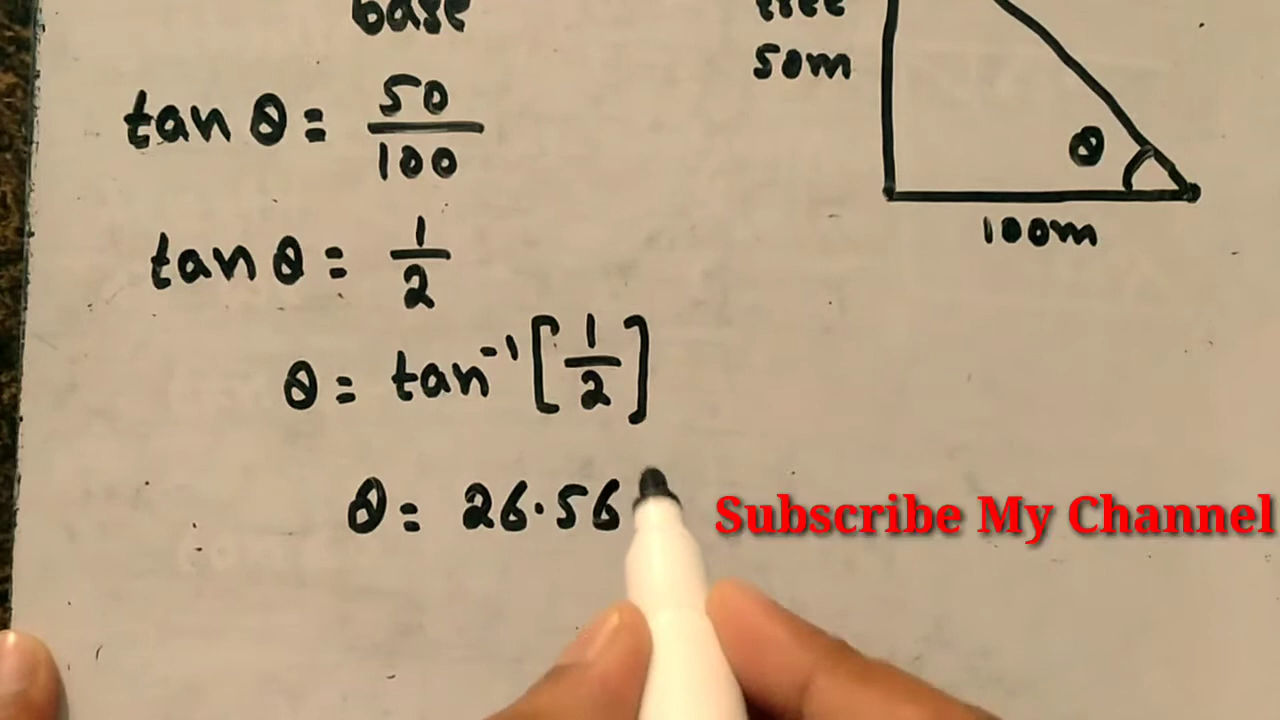 base
tree
50m
tan θ = 50/100
θ
100m
tan θ = 1/2
θ = tan⁻¹ [1/2]
θ = 26.56
Subscribe My Channel